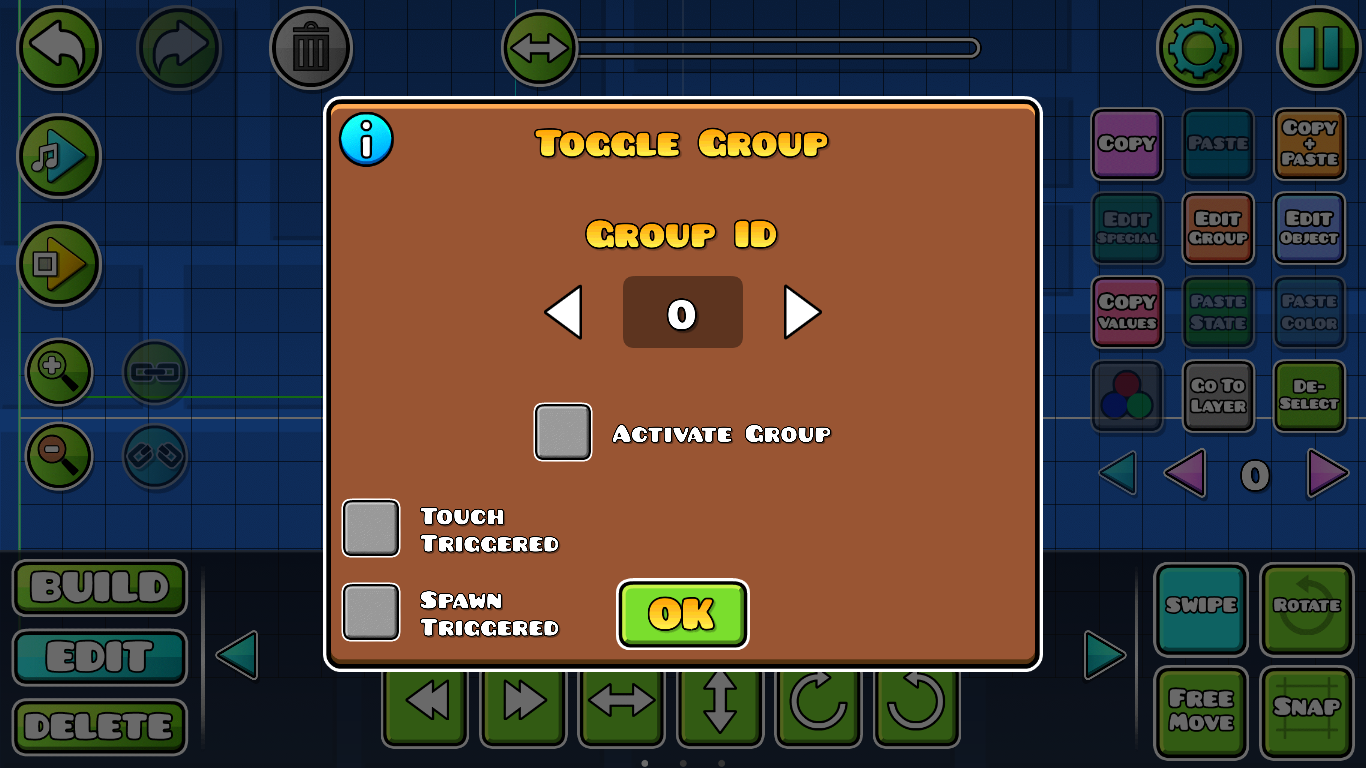 Toggle Group
Group ID
0
Activate Group
Touch
Triggered
Spawn
Triggered
OK
Copy
Paste
Copy
+
Paste
Edit
Special
Edit
Group
Edit
Object
Copy
Values
Paste
State
Paste
Color
Go To
Layer
De-
Select
0
BUILD
EDIT
DELETE
Swipe
Rotate
Free
Move
Snap